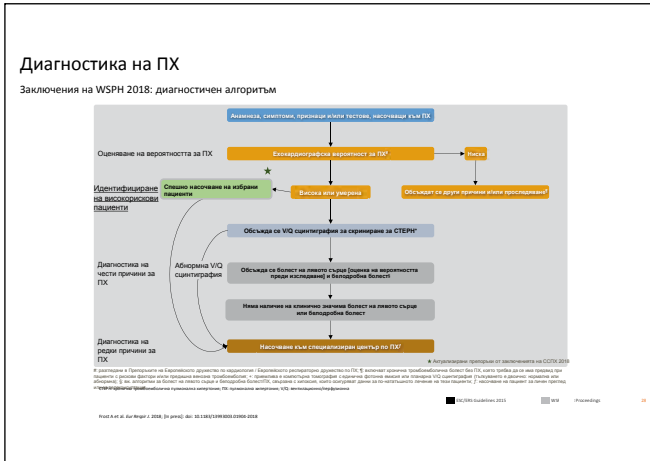 Диагностика на ПХ
Заключения на WSPH 2018: диагностичен алгоритъм
Анамнеза, симптоми, признаци и/или тестове, насочващи към ПХ
Оценяване на вероятността за ПХ
Ехокардиографска вероятност за ПХ
Ниска
Идентифициране
на високорискови
пациенти
Спешно насочване на избрани
пациенти
Висока или умерена
Обсъждат се други причини и/или проследяване
Обсъжда се V/Q сцинтиграфия за скриниране за CTEPH*
Абнормна V/Q
сцинтиграфия
Диагностика на
чести причини за
ПХ
Обсъжда се болест на лявото сърце [оценка на вероятността
преди изследване] и белодробна болест
Няма наличие на клинично значима болест на лявото сърце
или белодробна болест
Диагностика на
редки причини за
ПХ
Насочване към специализиран център по ПХ
★ Актуализирани препоръки от заключенията на ССПХ 2018
ESC/ERS Guidelines 2015
Proceedings
Frost A et al. Eur Respir J. 2018; [in press]; doi: 10.1183/13993003.01904-2018